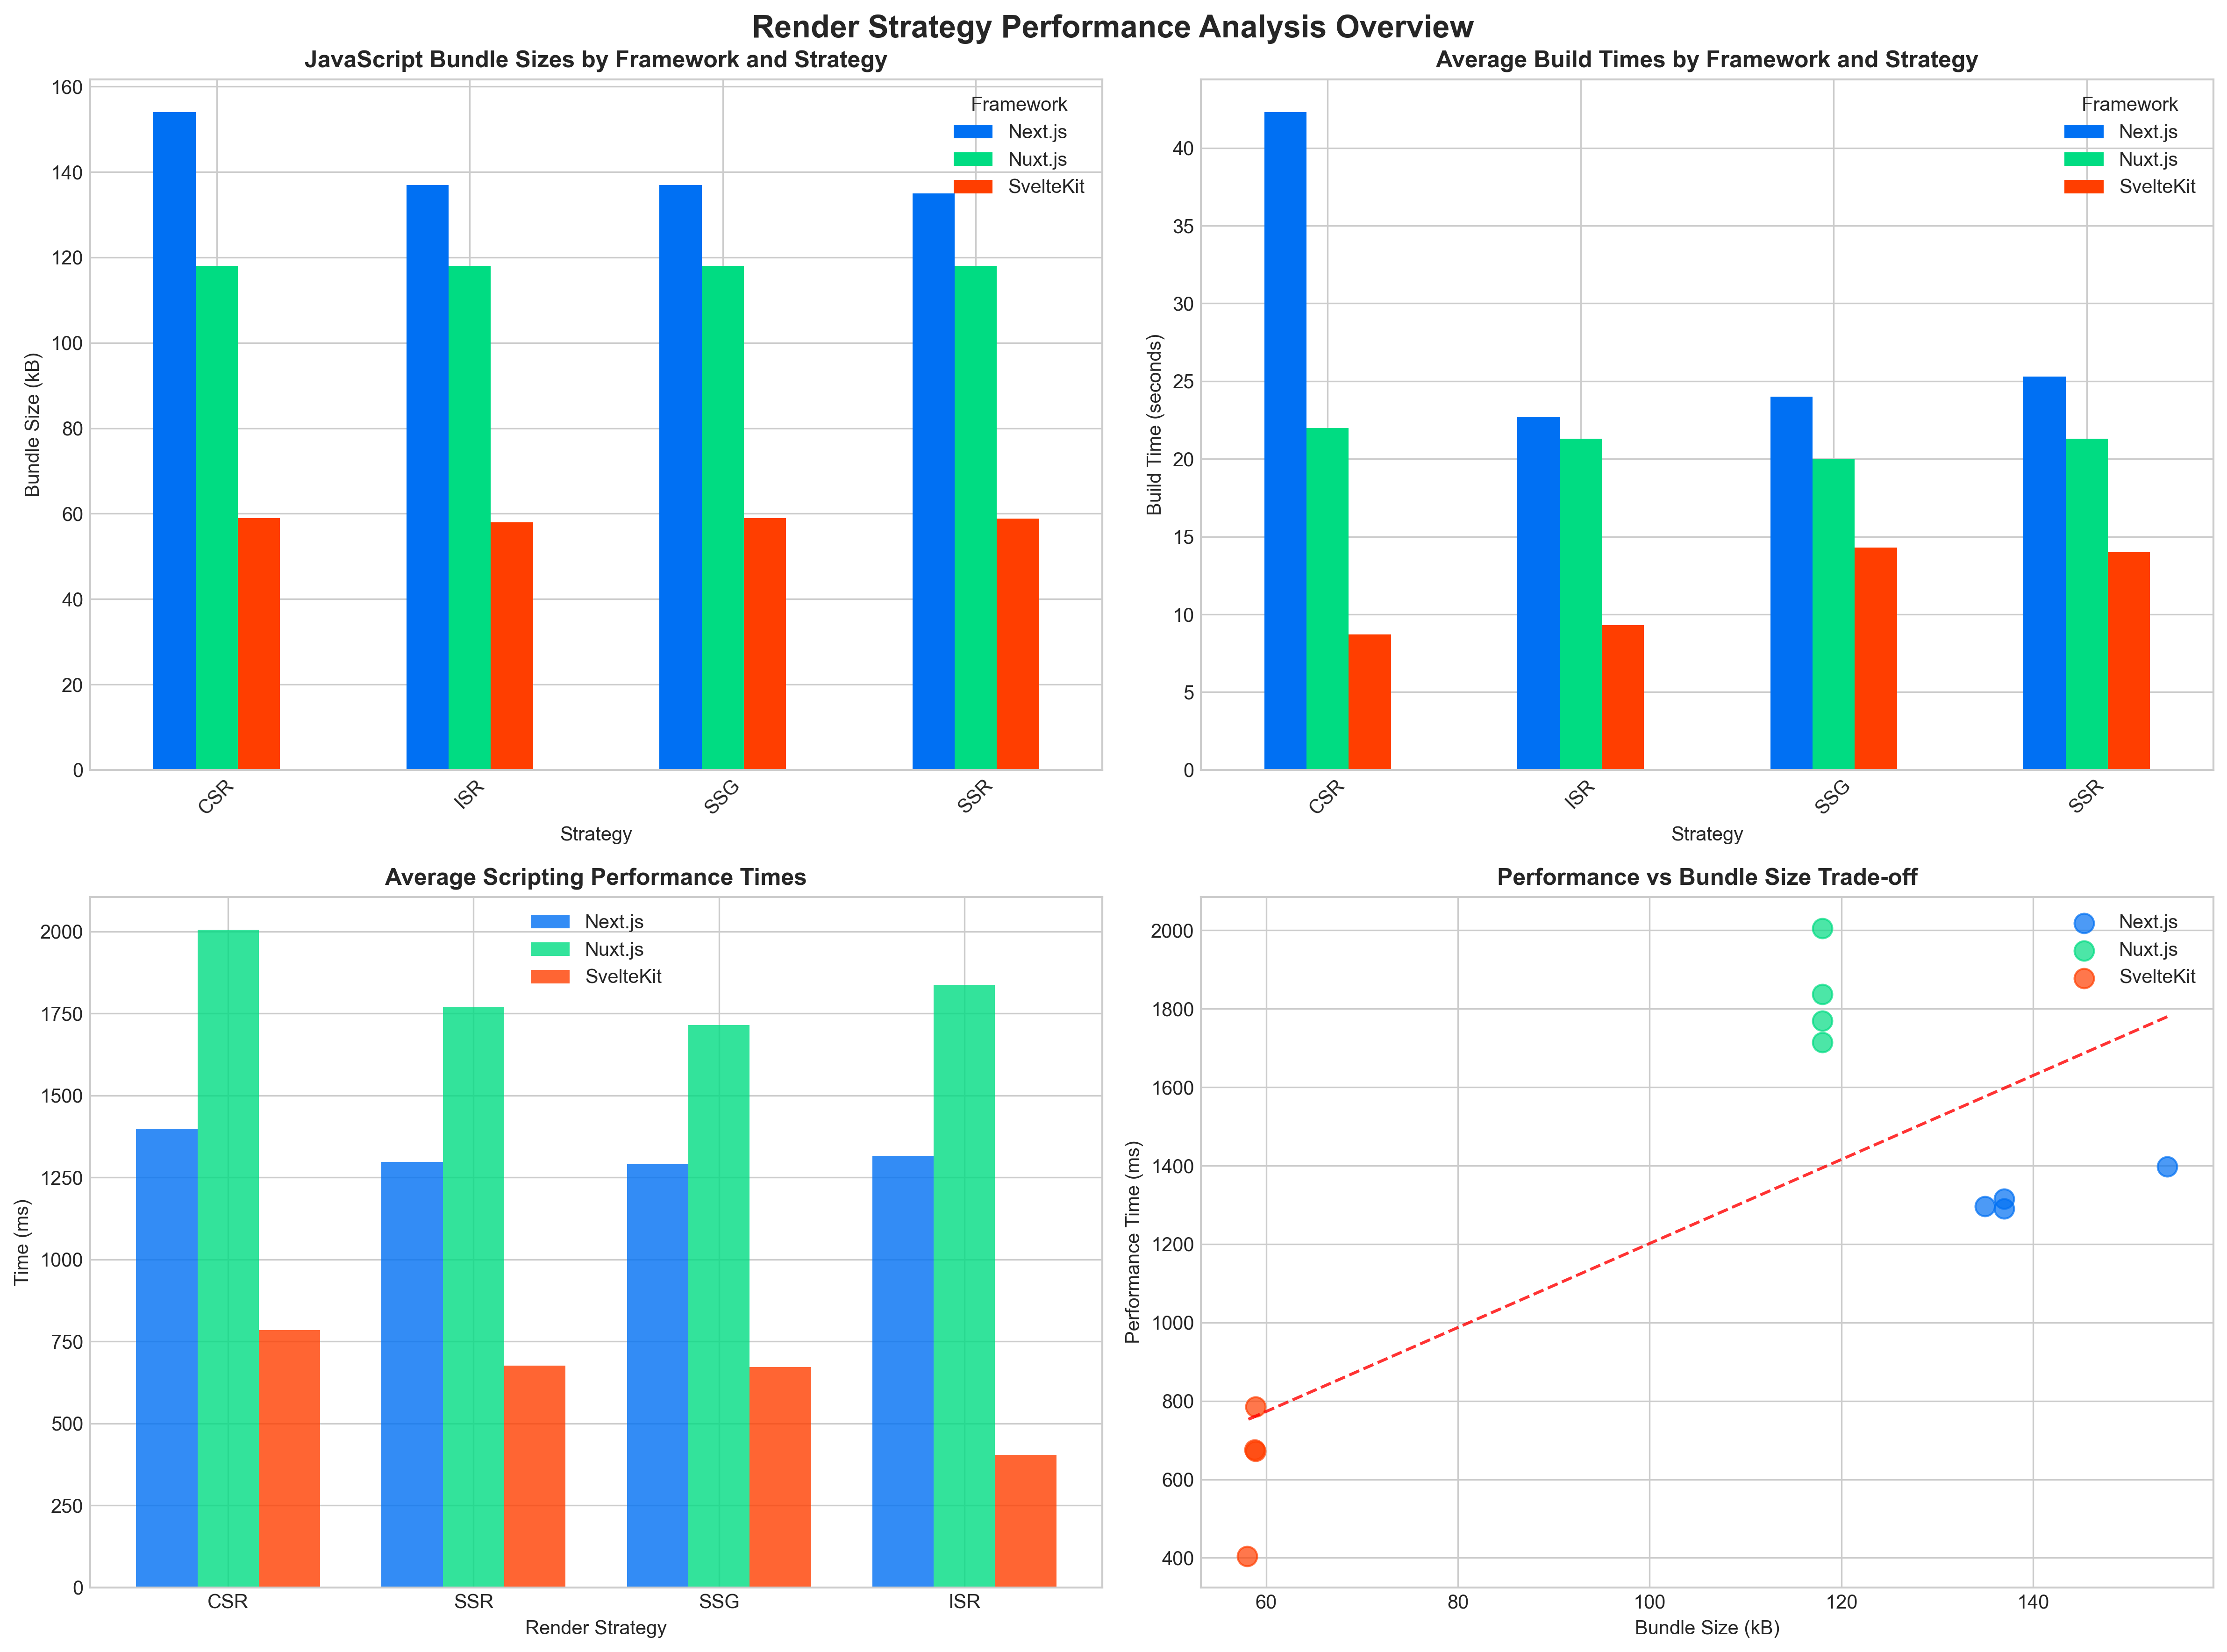 Render Strategy Performance Analysis Overview
JavaScript Bundle Sizes by Framework and Strategy
160
140
120
100
80
60
40
20
0
Bundle Size (kB)
Framework
Next.js
Nuxt.js
SvelteKit
CSR
ISR
SSG
SSR
Strategy
Average Build Times by Framework and Strategy
40
35
30
25
20
15
10
5
0
Build Time (seconds)
Framework
Next.js
Nuxt.js
SvelteKit
CSR
ISR
SSG
SSR
Strategy
Average Scripting Performance Times
2000
1750
1500
1250
1000
750
500
250
0
Time (ms)
Next.js
Nuxt.js
SvelteKit
CSR
SSR
SSG
ISR
Render Strategy
Performance vs Bundle Size Trade-off
2000
1800
1600
1400
1200
1000
800
600
400
Performance Time (ms)
Next.js
Nuxt.js
SvelteKit
60
80
100
120
140
Bundle Size (kB)